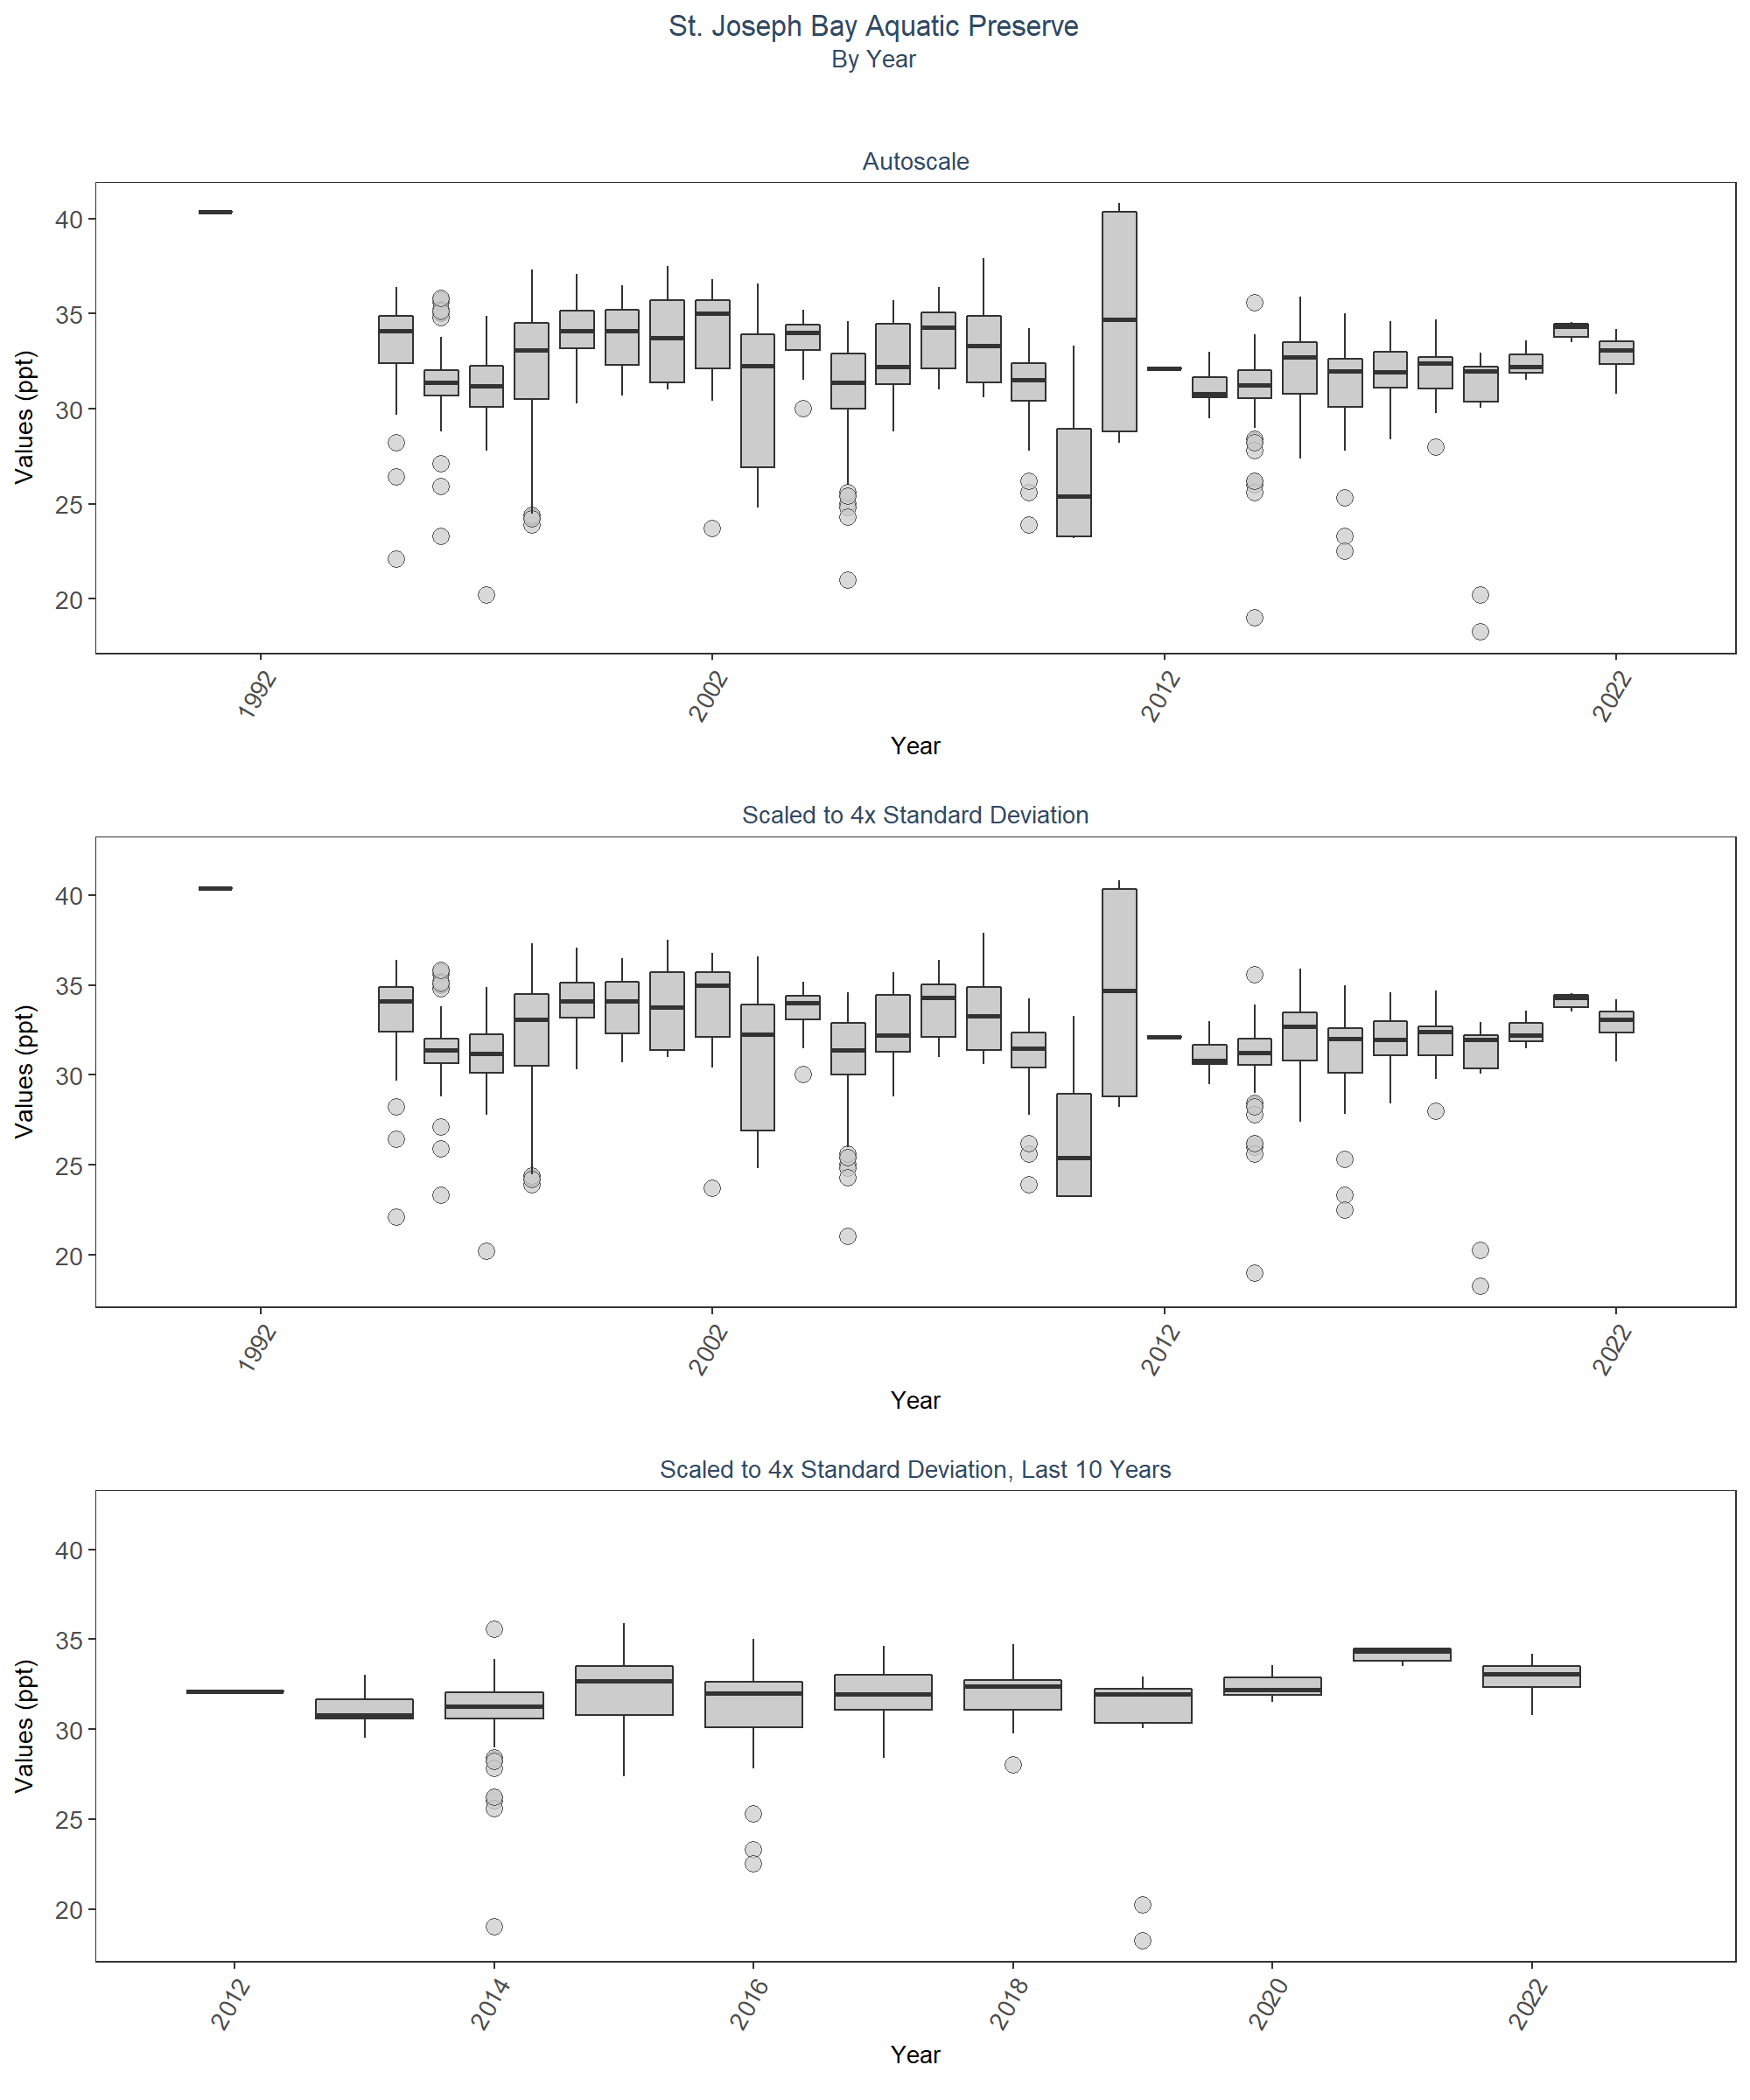 St. Joseph Bay Aquatic Preserve
By Year
Autoscale
Values (ppt)
40
35
30
25
20
1992
2002
2012
2022
Year
Scaled to 4x Standard Deviation
Values (ppt)
40
35
30
25
20
1992
2002
2012
2022
Year
Scaled to 4x Standard Deviation, Last 10 Years
Values (ppt)
40
35
30
25
20
2012
2014
2016
2018
2020
2022
Year